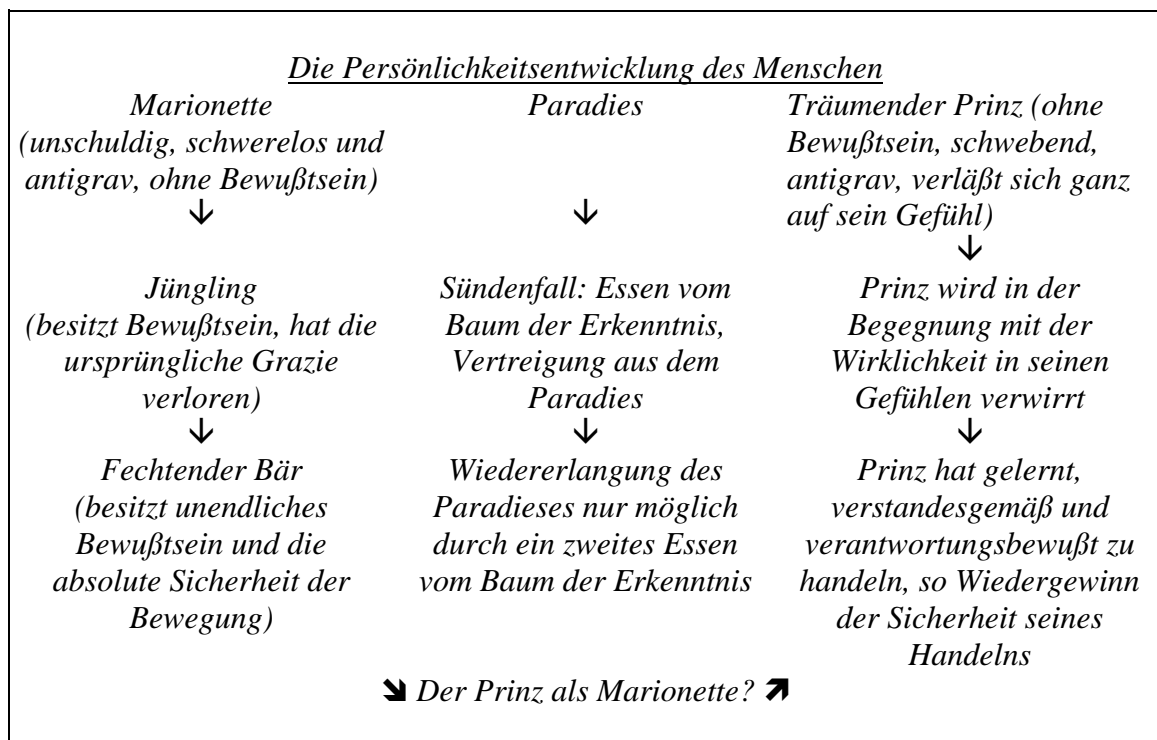 Die Persönlichkeitsentwicklung des Menschen
Marionette
(unschuldig, schwerelos und
antigrav, ohne Bewußtsein)
↓
Jüngling
(besitzt Bewußtsein, hat die
ursprüngliche Grazie
verloren)
↓
Fechtender Bär
(besitzt unendliches
Bewußtsein und die
absolute Sicherheit der
Bewegung)
Paradies
↓
Sündenfall: Essen vom
Baum der Erkenntnis,
Vertreigung aus dem
Paradies
↓
Wiedererlangung des
Paradieses nur möglich
durch ein zweites Essen
vom Baum der Erkenntnis
Träumender Prinz (ohne
Bewußtsein, schwebend,
antigrav, verläßt sich ganz
auf sein Gefühl)
↓
Prinz wird in der
Begegnung mit der
Wirklichkeit in seinen
Gefühlen verwirrt
↓
Prinz hat gelernt,
verstandesgemäß und
verantwortungsbewußt zu
handeln, so Wiedergewinn
der Sicherheit seines
Handelns
🡮 Der Prinz als Marionette? 🡭